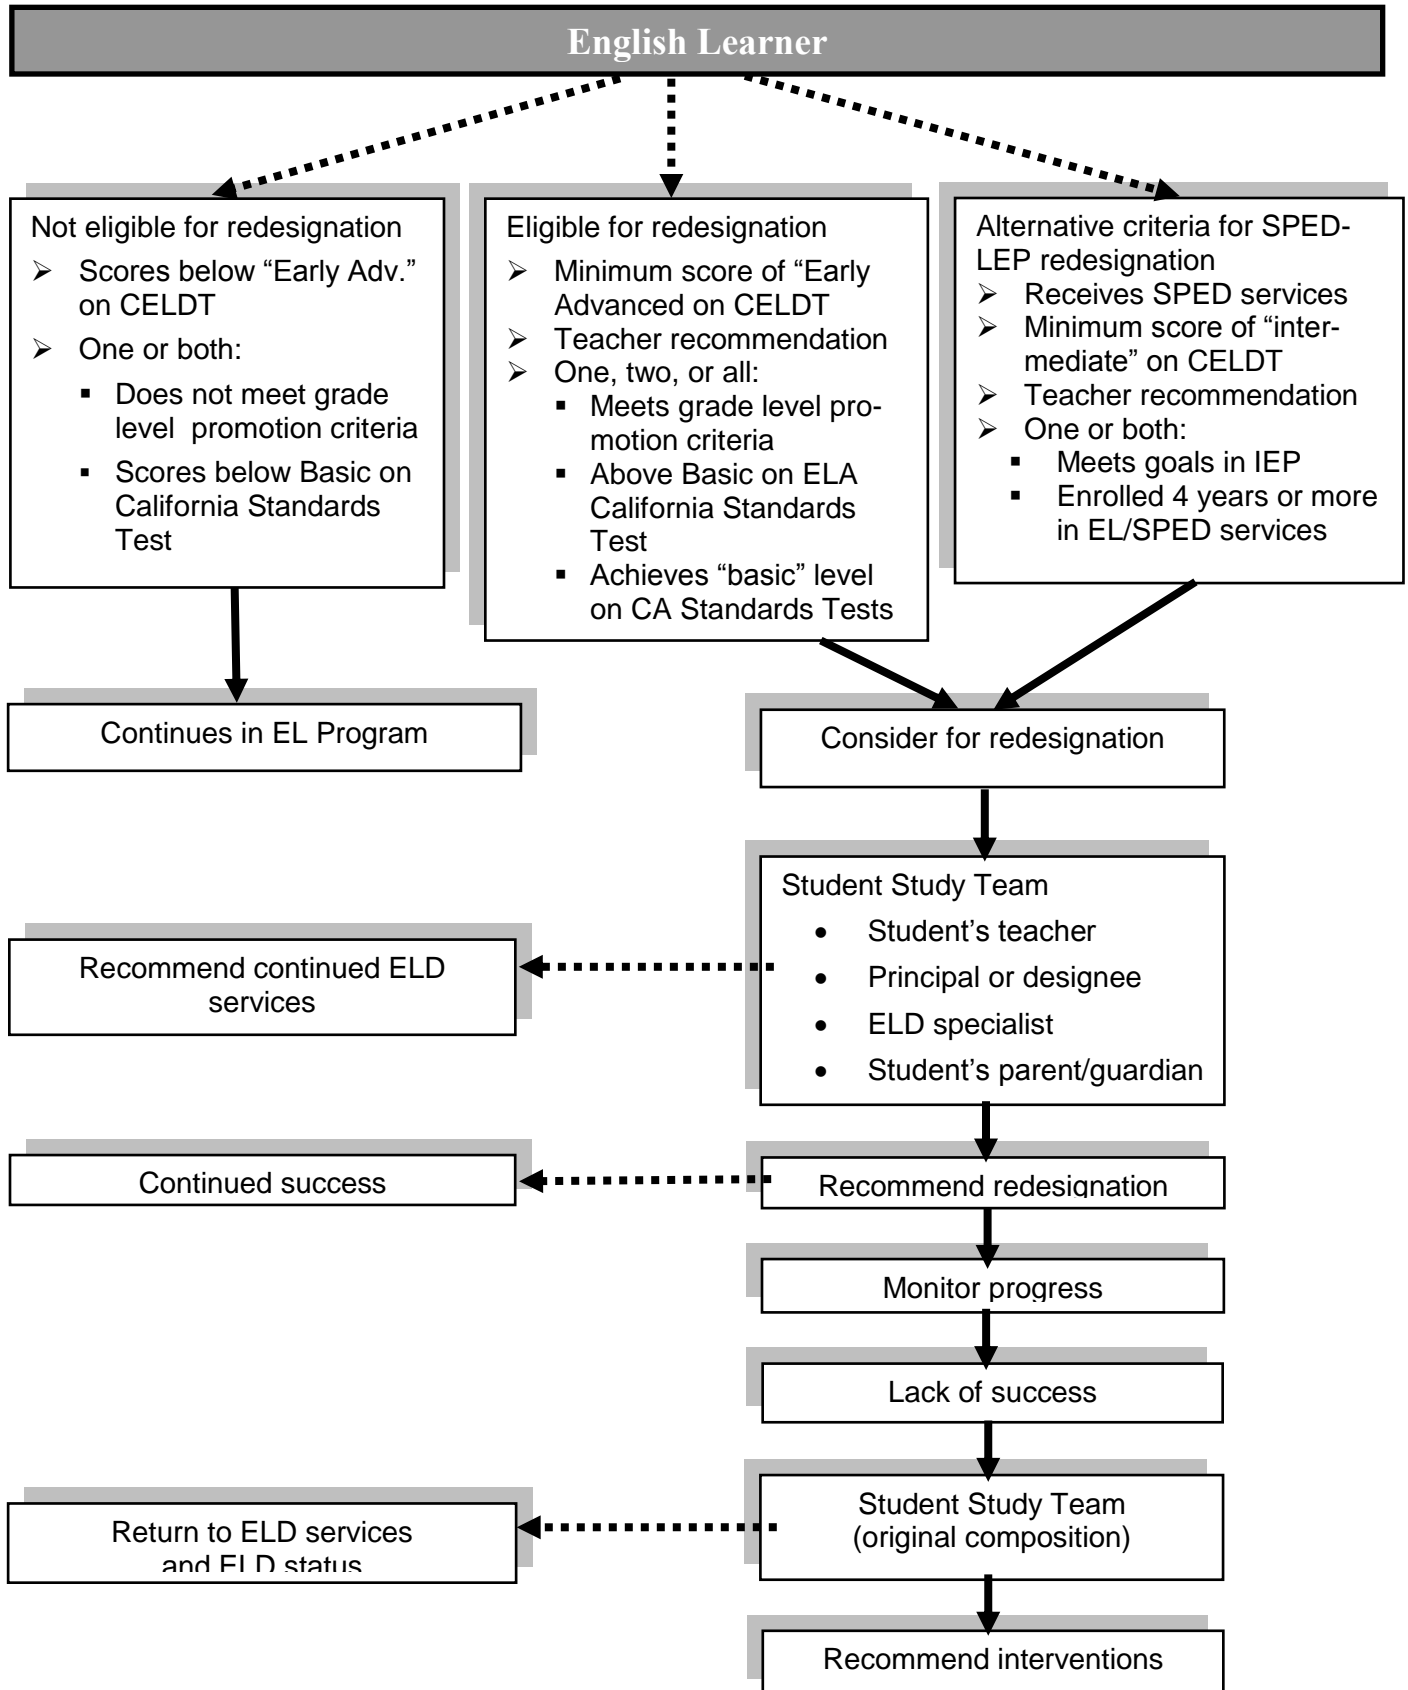 English Learner
Not eligible for redesignation
➢ Scores below “Early Adv.”
on CELDT
➢ One or both:
▪ Does not meet grade
level promotion criteria
▪ Scores below Basic on
California Standards
Test
Eligible for redesignation
➢ Minimum score of “Early
Advanced on CELDT
➢ Teacher recommendation
➢ One, two, or all:
▪ Meets grade level pro-
motion criteria
▪ Above Basic on ELA
California Standards
Test
▪ Achieves “basic” level
on CA Standards Tests
Alternative criteria for SPED-
LEP redesignation
➢ Receives SPED services
➢ Minimum score of “inter-
mediate” on CELDT
➢ Teacher recommendation
➢ One or both:
▪ Meets goals in IEP
▪ Enrolled 4 years or more
in EL/SPED services
Continues in EL Program
Consider for redesignation
Student Study Team
• Student’s teacher
• Principal or designee
• ELD specialist
• Student’s parent/guardian
Recommend continued ELD
services
Continued success
Recommend redesignation
Monitor progress
Lack of success
Student Study Team
(original composition)
Return to ELD services
and ELD status
Recommend interventions